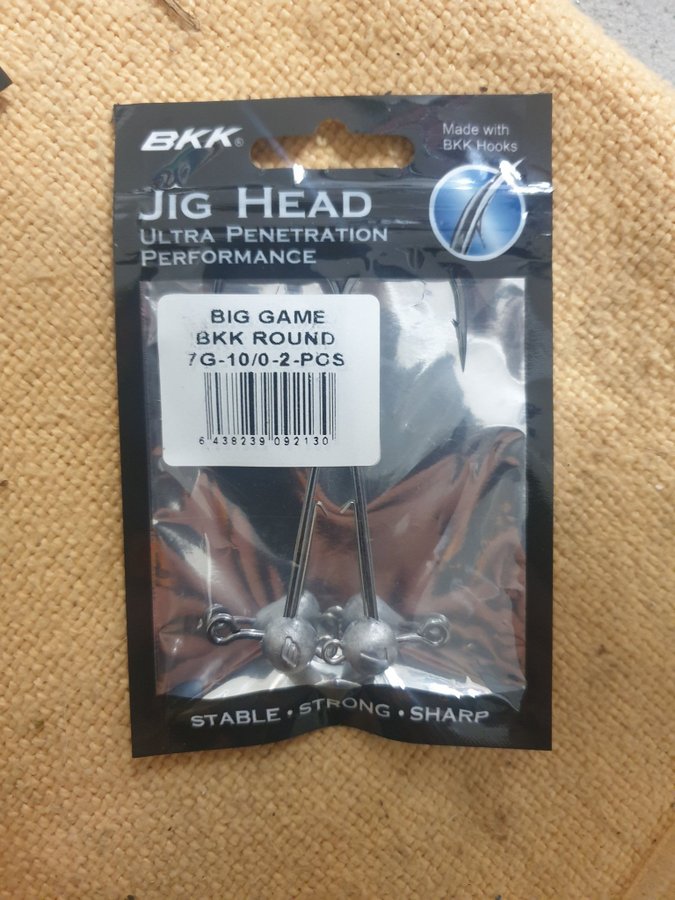 BKK®
Made with
BKK Hooks
JIG HEAD
ULTRA PENETRATION
PERFORMANCE
BIG GAME
BKK ROUND
7G-10/0-2-PCS
6 438239 092130
STABLE • STRONG • SHARP